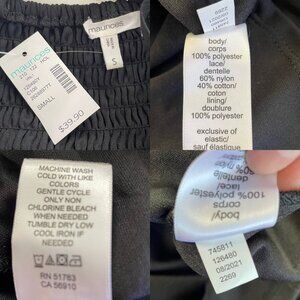 maurices
S
maurices
SMALL
$39.90
body/
corps
100% polyester
lace/
dentelle
60% nylon
40% cotton/
coton
lining/
doublure
100% polyester
exclusive of
elastic/
sauf élastique
MACHINE WASH
COLD WITH LIKE
COLORS
GENTLE CYCLE
ONLY NON
CHLORINE BLEACH
WHEN NEEDED
TUMBLE DRY LOW
COOL IRON IF
NEEDED
RN 51763
CA 56910
body/
corps
100% polyester
lace/
dentelle
745811
126480
08/2021
2269